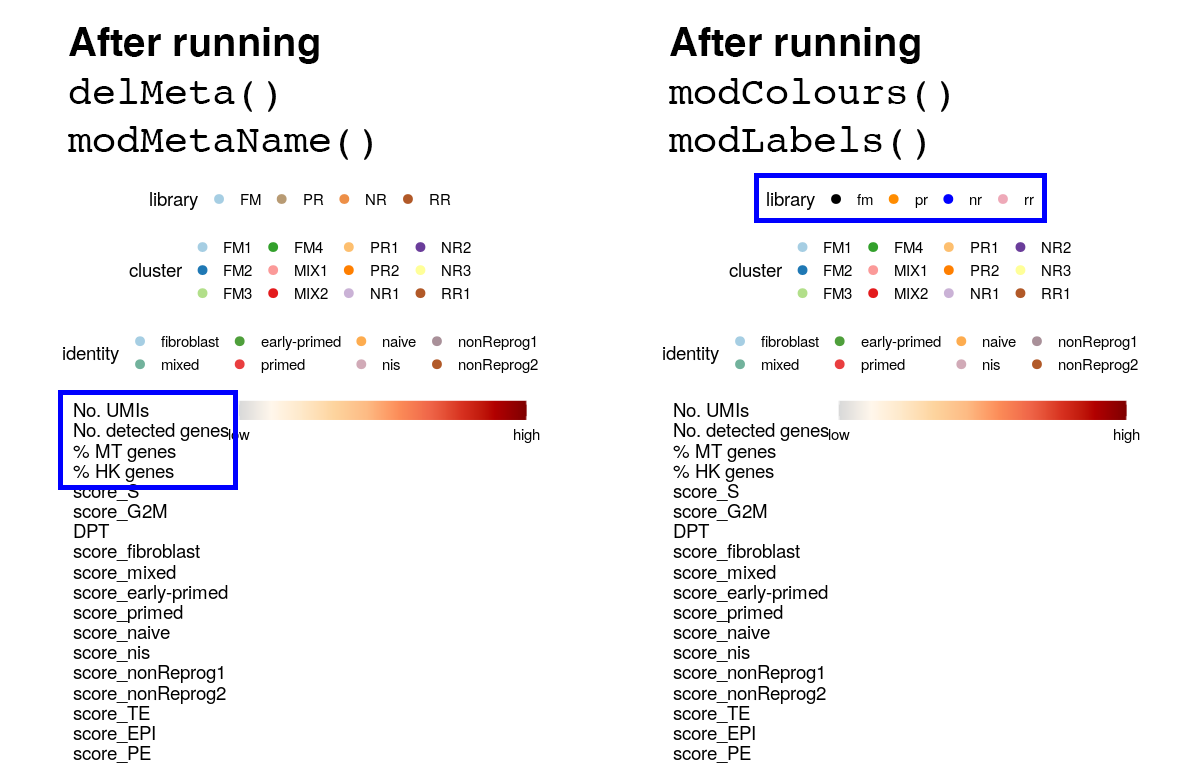 After running
delMeta()
modMetaName()
library FM PR NR RR
cluster FM1 FM4 PR1 NR2
FM2 MIX1 PR2 NR3
FM3 MIX2 NR1 RR1
identity fibroblast early-primed naive nonReprog1
mixed primed nis nonReprog2
No. UMIs
No. detected genes
low high
% MT genes
% HK genes
score_S
score_G2M
DPT
score_fibroblast
score_mixed
score_early-primed
score_primed
score_naive
score_nis
score_nonReprog1
score_nonReprog2
score_TE
score_EPI
score_PE
After running
modColours()
modLabels()
library fm pr nr rr
cluster FM1 FM4 PR1 NR2
FM2 MIX1 PR2 NR3
FM3 MIX2 NR1 RR1
identity fibroblast early-primed naive nonReprog1
mixed primed nis nonReprog2
No. UMIs
No. detected genes
low high
% MT genes
% HK genes
score_S
score_G2M
DPT
score_fibroblast
score_mixed
score_early-primed
score_primed
score_naive
score_nis
score_nonReprog1
score_nonReprog2
score_TE
score_EPI
score_PE